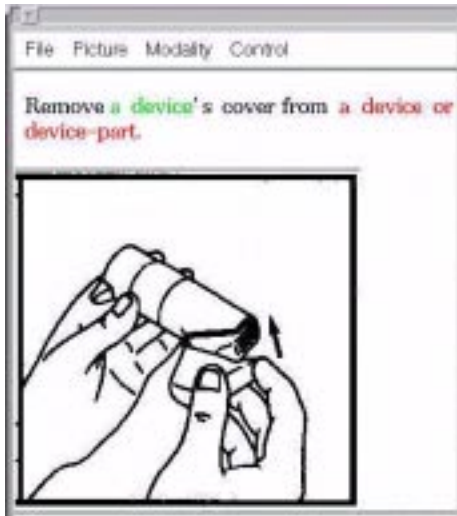 File Picture Modality Control
Remove a device's cover from a device or
device-part.